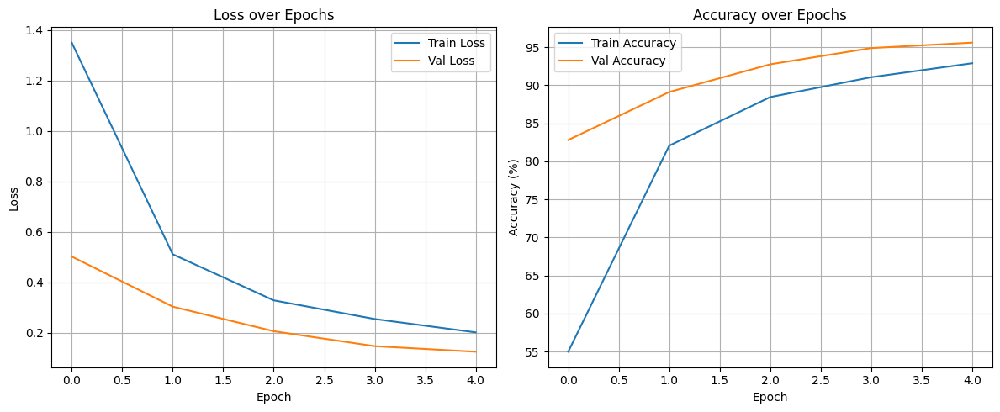 Loss over Epochs
1.4
1.2
1.0
0.8
0.6
0.4
0.2
Loss
Train Loss
Val Loss
0.0 0.5 1.0 1.5 2.0 2.5 3.0 3.5 4.0
Epoch
Accuracy over Epochs
95
90
85
80
75
70
65
60
55
Accuracy (%)
Train Accuracy
Val Accuracy
0.0 0.5 1.0 1.5 2.0 2.5 3.0 3.5 4.0
Epoch